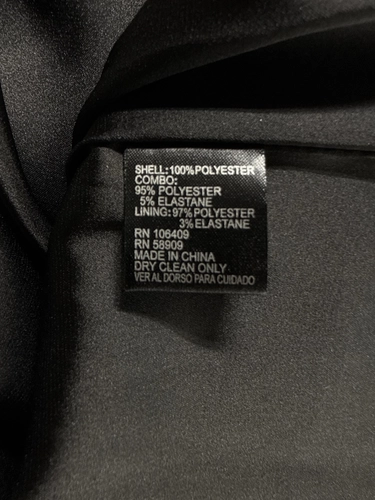 SHELL:100%POLYESTER
COMBO:
95% POLYESTER
5% ELASTANE
LINING:97% POLYESTER
3% ELASTANE
RN 106409
RN 58909
MADE IN CHINA
DRY CLEAN ONLY
VER AL DORSO PARA CUIDADO